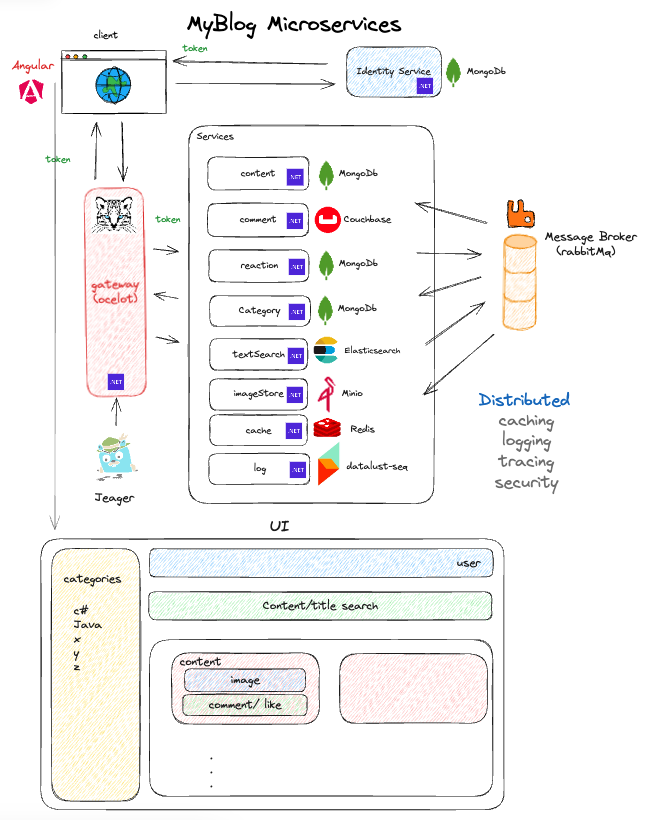 MyBlog Microservices
client
token
Angular
Identity Service
.NET
MongoDb
token
Services
content
.NET
MongoDb
comment
.NET
Couchbase
token
reaction
.NET
MongoDb
Category
.NET
MongoDb
textSearch
.NET
Elasticsearch
imageStore
.NET
Minio
cache
.NET
Redis
log
.NET
datalust-seq
gateway
(ocelot)
.NET
Jeager
Message Broker
(rabbitMq)
Distributed
caching
logging
tracing
security
UI
categories
c#
Java
x
y
z
user
Content/title search
content
image
comment/ like
.
.
.